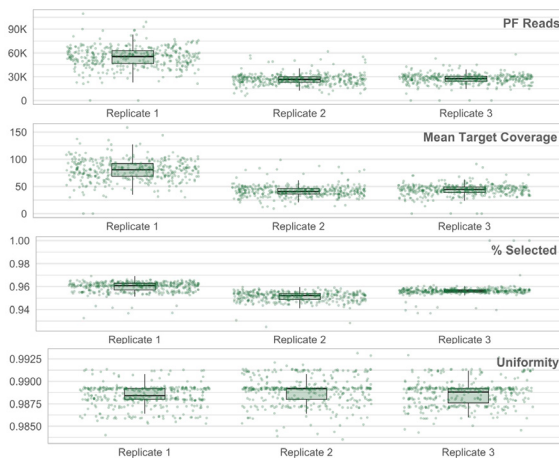 PF Reads
90K
60K
30K
0
Replicate 1 Replicate 2 Replicate 3
Mean Target Coverage
150
100
50
0
Replicate 1 Replicate 2 Replicate 3
% Selected
1.00
0.98
0.96
0.94
Replicate 1 Replicate 2 Replicate 3
Uniformity
0.9925
0.9900
0.9875
0.9850
Replicate 1 Replicate 2 Replicate 3